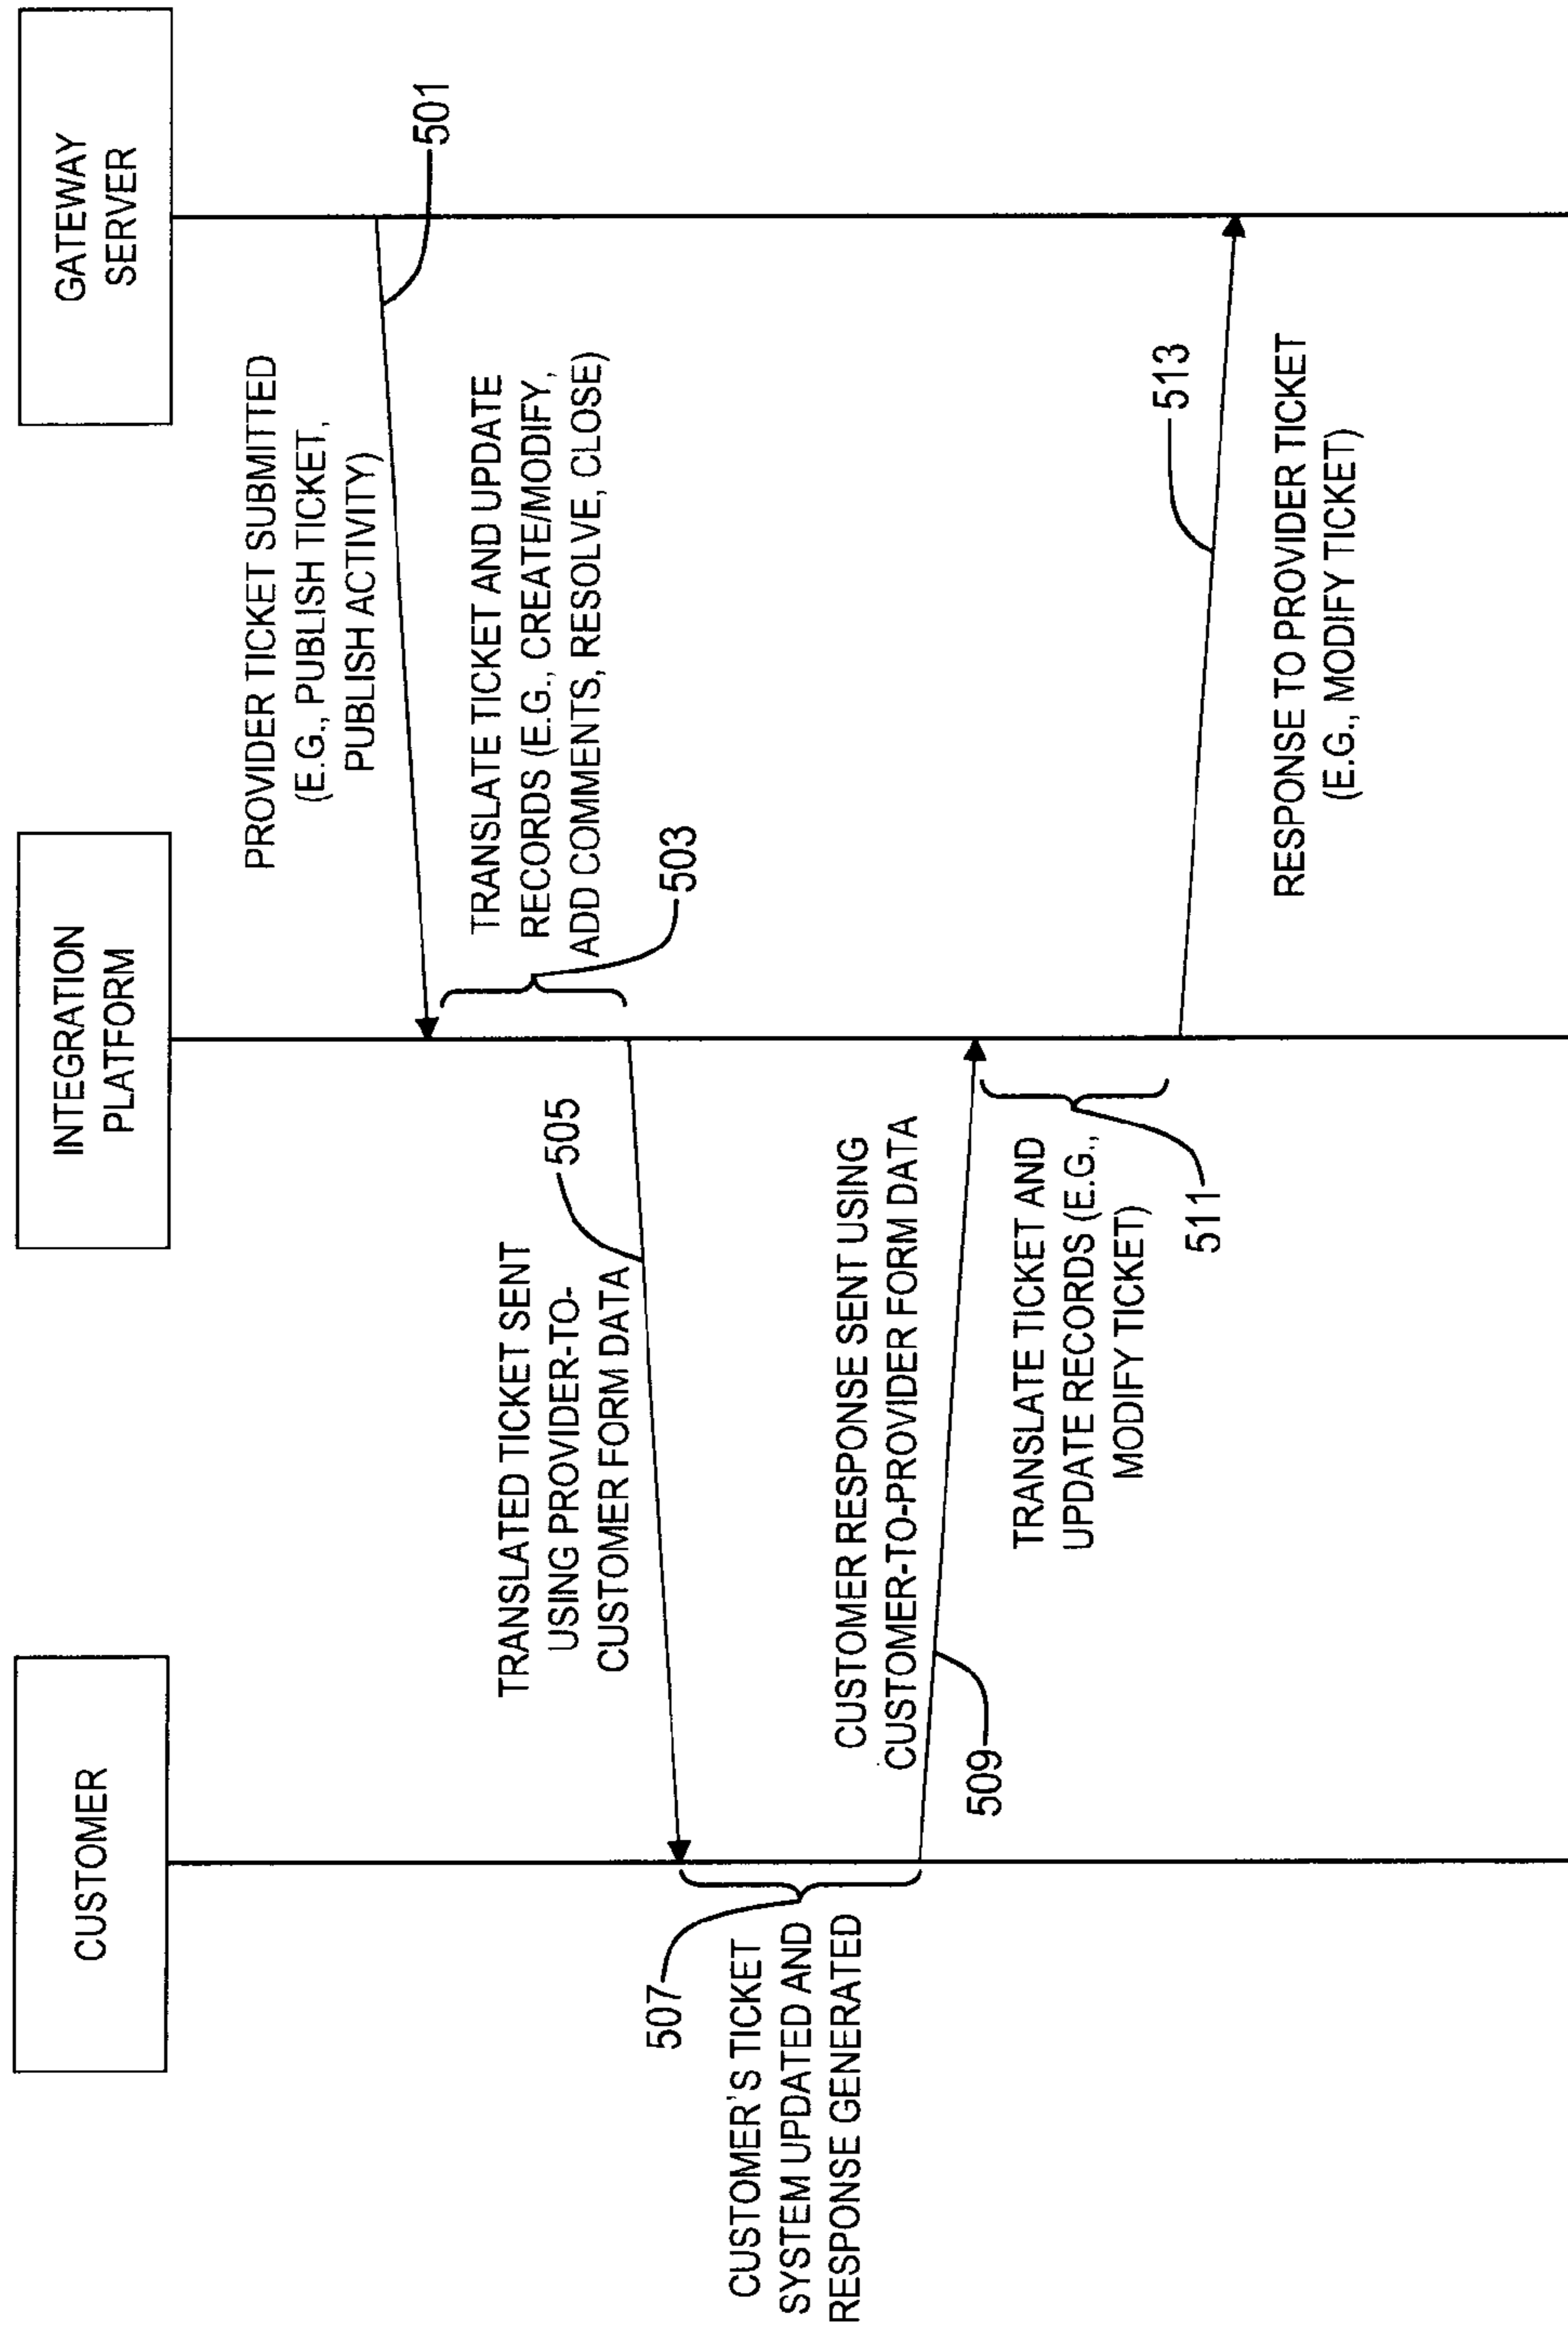 CUSTOMER
INTEGRATION
PLATFORM
GATEWAY
SERVER
PROVIDER TICKET SUBMITTED
(E.G., PUBLISH TICKET,
PUBLISH ACTIVITY)
501
TRANSLATE TICKET AND UPDATE
RECORDS (E.G., CREATE/MODIFY,
ADD COMMENTS, RESOLVE, CLOSE)
503
TRANSLATED TICKET SENT
USING PROVIDER-TO-
CUSTOMER FORM DATA
505
507
CUSTOMER'S TICKET
SYSTEM UPDATED AND
RESPONSE GENERATED
CUSTOMER RESPONSE SENT USING
CUSTOMER-TO-PROVIDER FORM DATA
509
TRANSLATE TICKET AND
UPDATE RECORDS (E.G.,
MODIFY TICKET)
511
513
RESPONSE TO PROVIDER TICKET
(E.G., MODIFY TICKET)